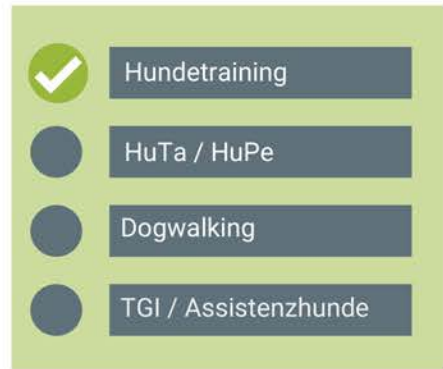 Hundetraining
HuTa / HuPe
Dogwalking
TGI / Assistenzhunde